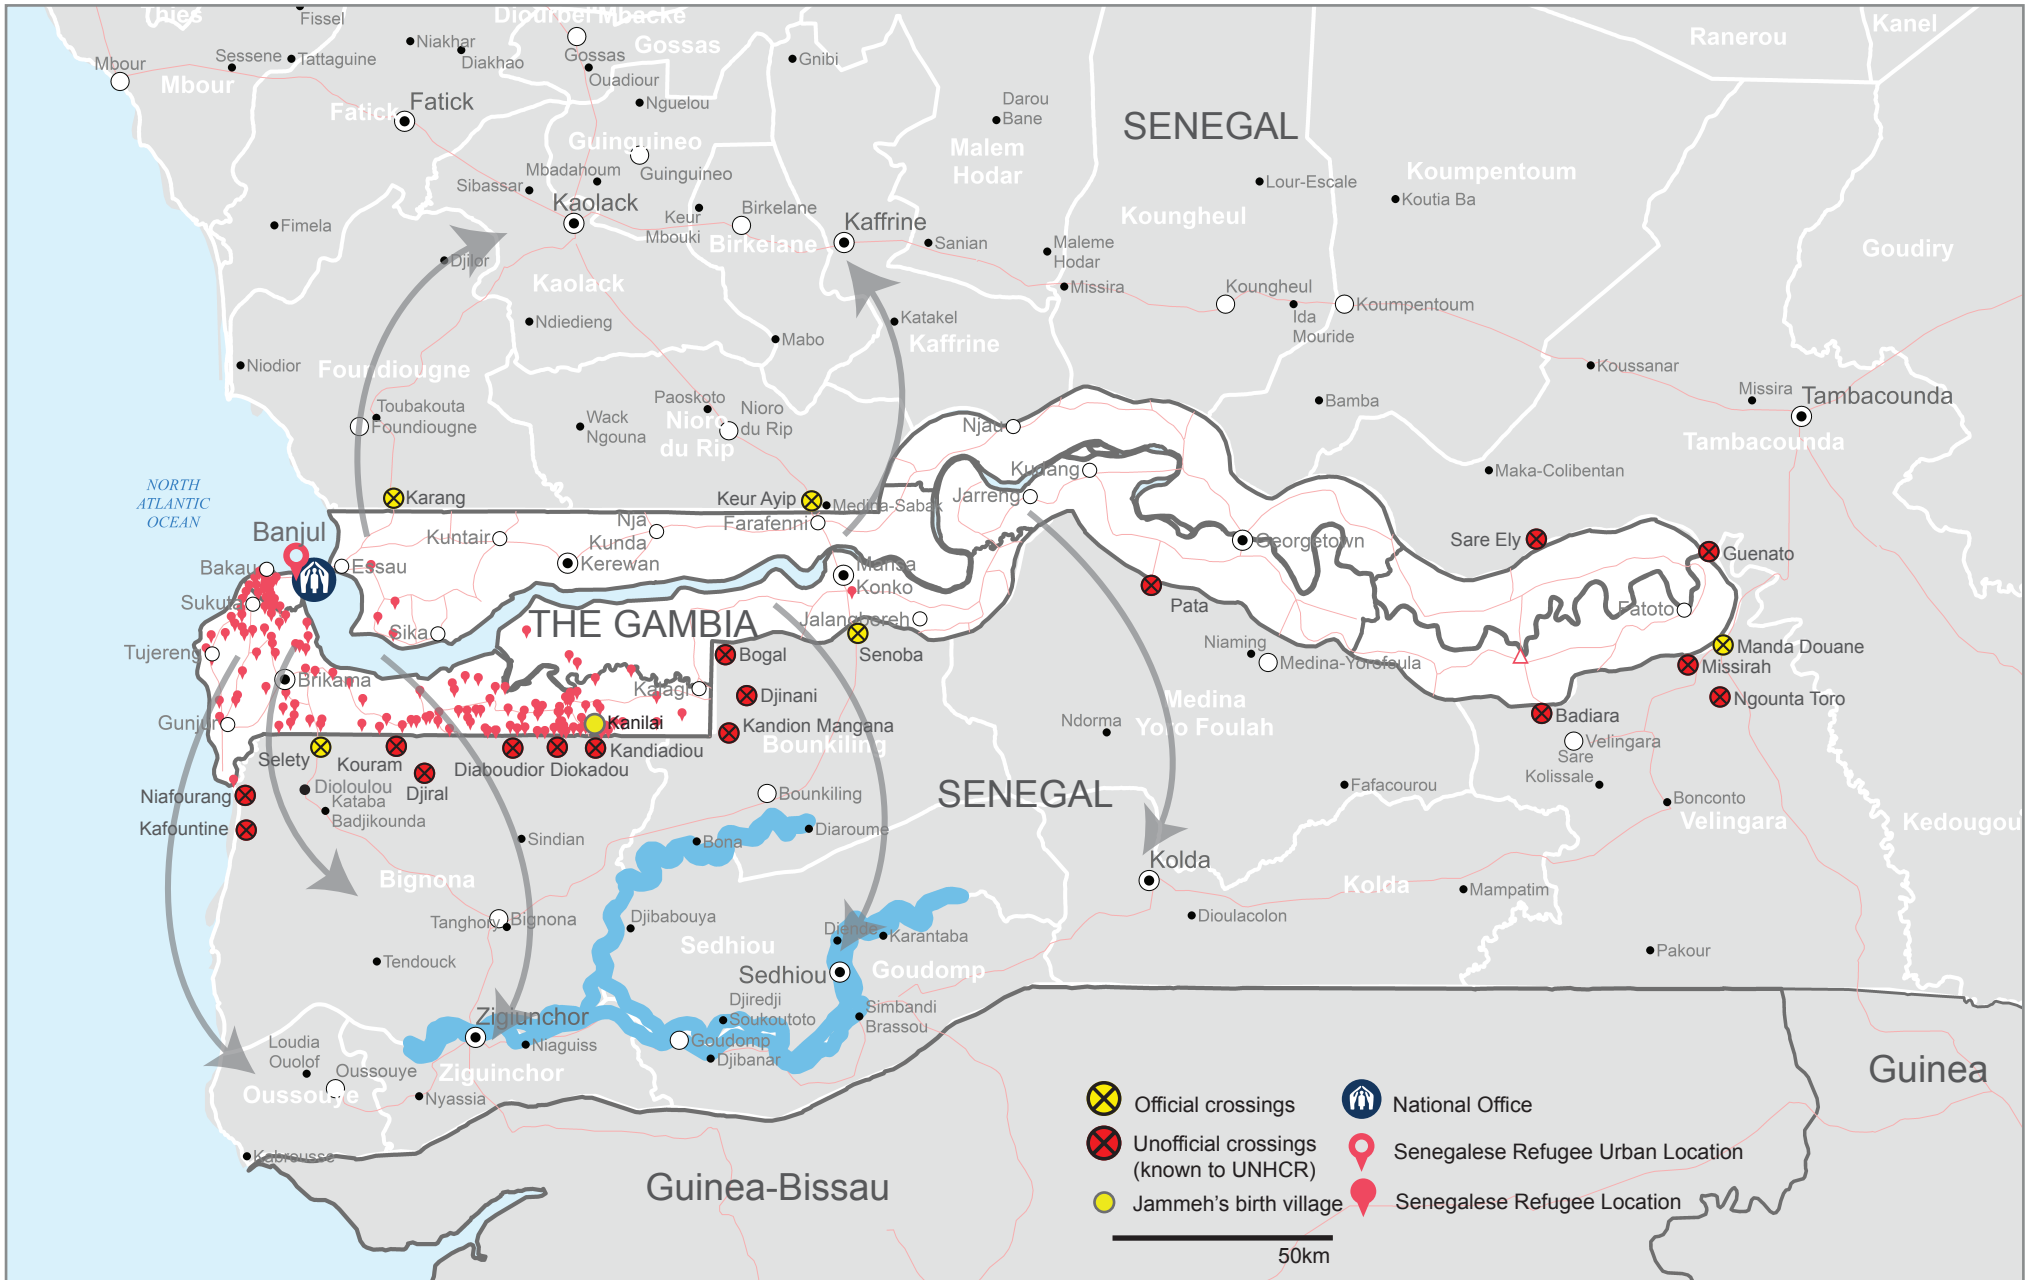 Thies
Fissel
Diourbel
Mbacke
Gossas
Ranerou
Kanel
Niakhar
Sessene
Tattaguine
Diakhao
Gossas
Ouadiour
Gnibi
Mbour
Mbour
Fatick
Fatick
Nguelou
Darou
Bane
SENEGAL
Guinguineo
Guinguineo
Malem
Hodar
Mbadahoum
Sibassar
Kaolack
Lour-Escale
Koumpentoum
Koutia Ba
Fimela
Keur
Mbouki
Birkelane
Birkelane
Kaffrine
Sanian
Koungheul
Maleme
Hodar
Goudiry
Djilor
Kaolack
Missira
Koungheul
Ida
Mouride
Koumpentoum
Ndiedieng
Mabo
Katakel
Kaffrine
Niodior
Foundiougne
Koussanar
Missira
Tambacounda
Tambacounda
Toubakouta
Foundiougne
Wack
Ngouna
Paoskoto
Nioro
du Rip
Nioro
du Rip
Bamba
Njau
Maka-Colibentan
NORTH
ATLANTIC
OCEAN
Karang
Keur Ayip
Medina-Sabak
Kudang
Jarreng
Banjul
Kuntair
Nja
Kunda
Farafenni
Georgetown
Sare Ely
Guenato
Bakau
Essau
Kerewan
Mansa
Konko
Sukuta
Sika
THE GAMBIA
Jalangbereh
Pata
Fatoto
Tujereng
Bogal
Senoba
Niaming
Medina-Yorofoula
Manda Douane
Missirah
Brikama
Kalagi
Djinani
Medina
Yoro Foulah
Ngounta Toro
Gunjur
Kanilai
Kandion Mangana
Bounkiling
Ndorma
Badiara
Velingara
Selety
Kouram
Diaboudior
Diokadou
Kandiadiou
Sare
Kolissale
Djiral
Niafourang
Dioloulou
Kataba
Badjikounda
Bounkiling
SENEGAL
Fafacourou
Bonconto
Velingara
Kedougou
Kafountine
Sindian
Bona
Diaroume
Kolda
Bignona
Kolda
Mampatim
Tanghory
Bignona
Djibabouya
Diende
Karantaba
Dioulacolon
Sedhiou
Tendouck
Sedhiou
Goudomp
Pakour
Djiredji
Soukoutoto
Simbandi
Brassou
Ziguinchor
Niaguiss
Goudomp
Djibanar
Loudia
Ouolof
Oussouye
Oussouye
Ziguinchor
Nyassia
Guinea
Kabrousse
Guinea-Bissau
Official crossings
Unofficial crossings
(known to UNHCR)
Jammeh's birth village
National Office
Senegalese Refugee Urban Location
Senegalese Refugee Location
50km